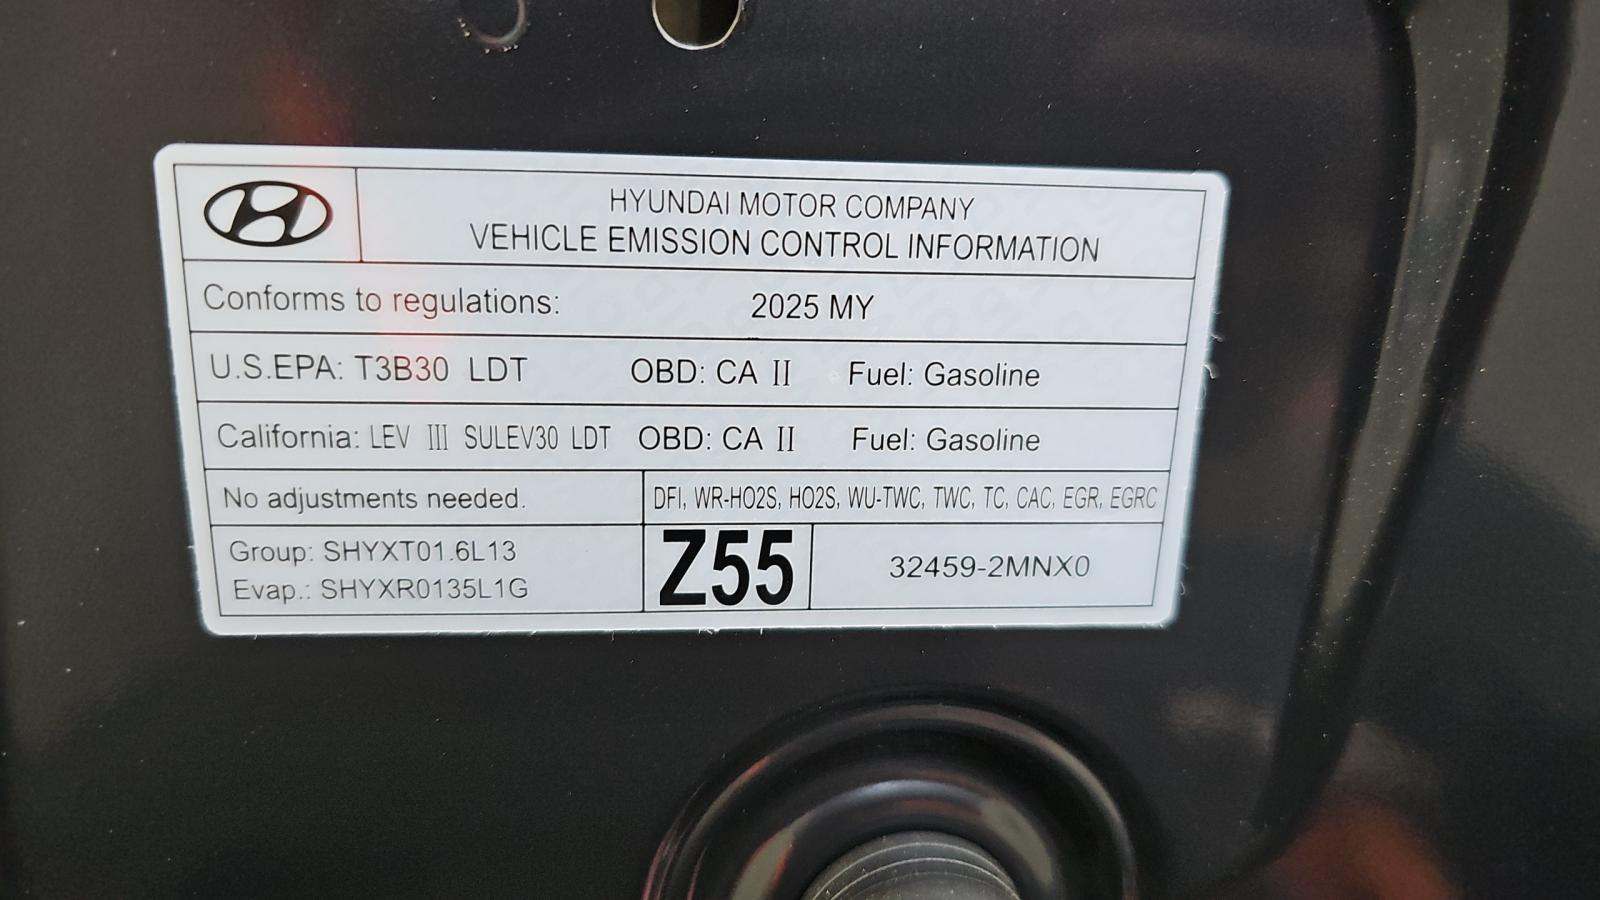 HYUNDAI MOTOR COMPANY
VEHICLE EMISSION CONTROL INFORMATION
Conforms to regulations: 2025 MY
U.S.EPA: T3B30 LDT OBD: CA II Fuel: Gasoline
California: LEV III SULEV30 LDT OBD: CA II Fuel: Gasoline
No adjustments needed. DFI, WR-HO2S, HO2S, WU-TWC, TWC, TC, CAC, EGR, EGRC
Group: SHYXT01.6L13
Evap.: SHYXR0135L1G
Z55
32459-2MNX0